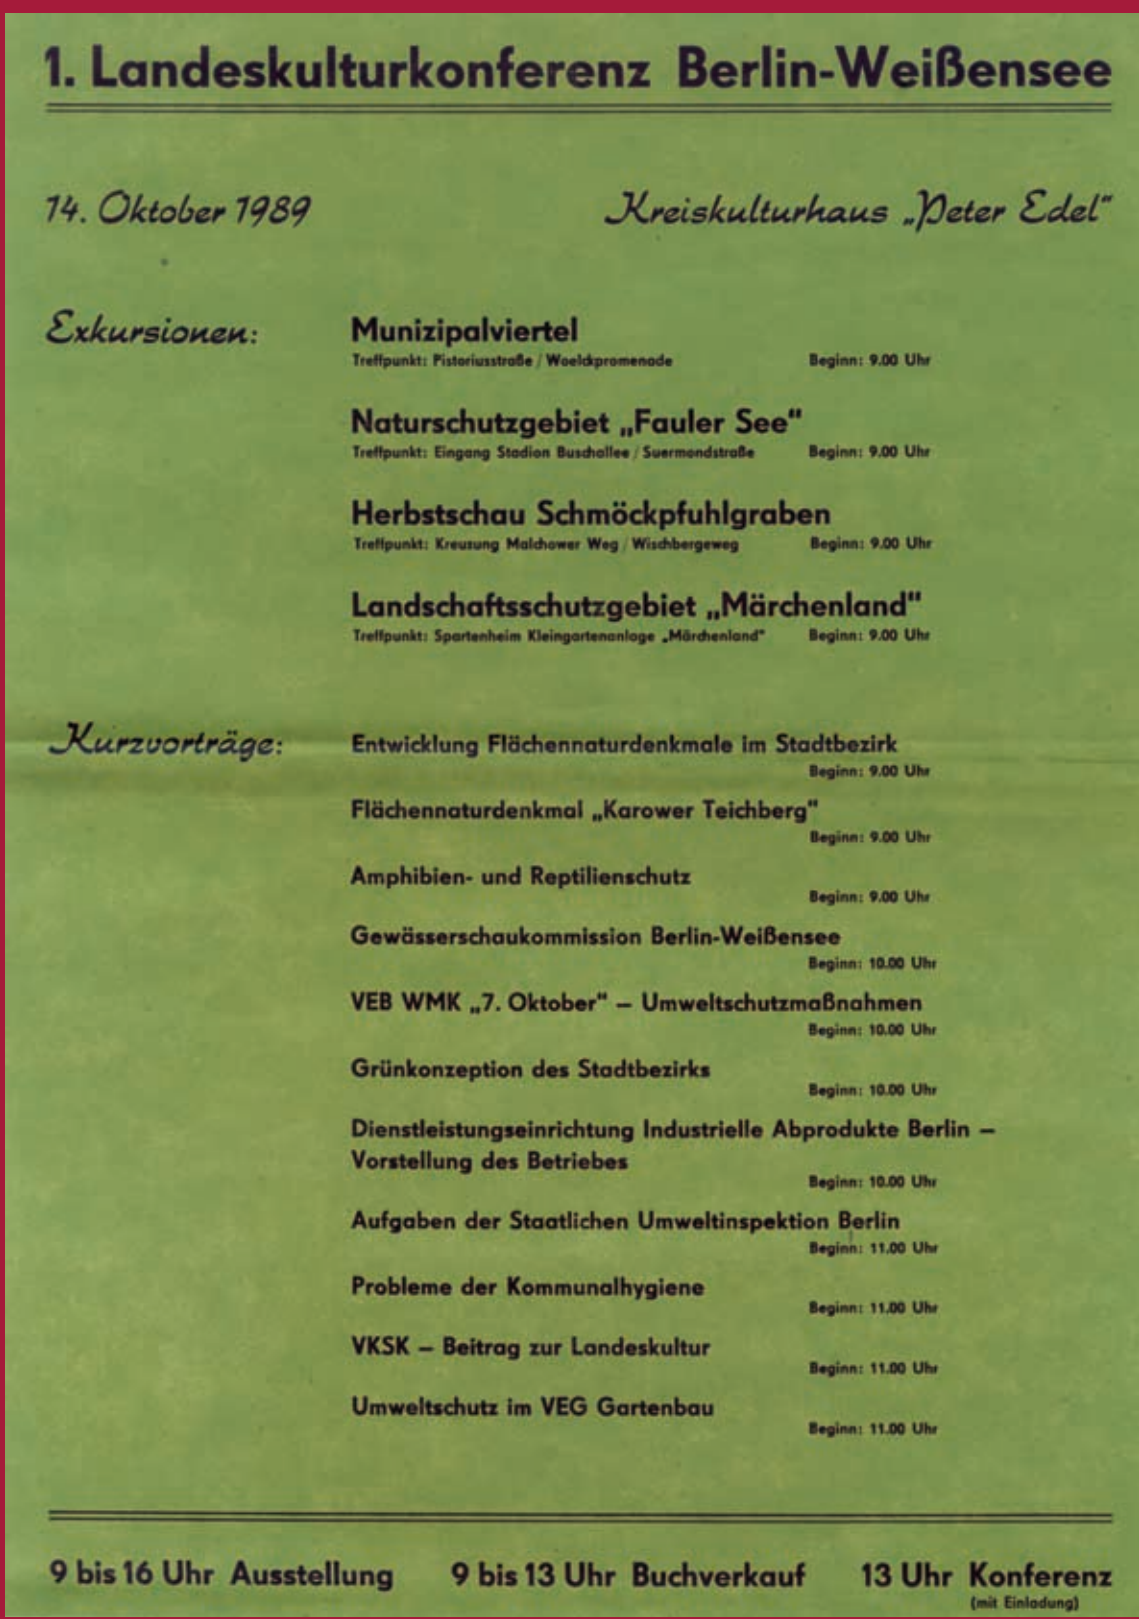 1. Landeskulturkonferenz Berlin-Weißensee
14. Oktober 1989 Kreiskulturhaus „Peter Edel“
Exkursionen: Munizipalviertel
Treffpunkt: Pistoriusstraße / Woelckpromenade Beginn: 9.00 Uhr
Naturschutzgebiet „Fauler See“
Treffpunkt: Eingang Stadion Buschallee / Suermondstraße Beginn: 9.00 Uhr
Herbstschau Schmöckpfuhlgraben
Treffpunkt: Kreuzung Malchower Weg / Wischbergeweg Beginn: 9.00 Uhr
Landschaftsschutzgebiet „Märchenland“
Treffpunkt: Spartenheim Kleingartenanlage „Märchenland“ Beginn: 9.00 Uhr
Kurzvorträge: Entwicklung Flächennaturdenkmale im Stadtbezirk
Beginn: 9.00 Uhr
Flächennaturdenkmal „Karower Teichberg“
Beginn: 9.00 Uhr
Amphibien- und Reptilienschutz
Beginn: 9.00 Uhr
Gewässerschaukommission Berlin-Weißensee
Beginn: 10.00 Uhr
VEB WMK „7. Oktober“ – Umweltschutzmaßnahmen
Beginn: 10.00 Uhr
Grünkonzeption des Stadtbezirks
Beginn: 10.00 Uhr
Dienstleistungseinrichtung Industrielle Abprodukte Berlin –
Vorstellung des Betriebes
Beginn: 10.00 Uhr
Aufgaben der Staatlichen Umweltinspektion Berlin
Beginn: 11.00 Uhr
Probleme der Kommunalhygiene
Beginn: 11.00 Uhr
VKSK – Beitrag zur Landeskultur
Beginn: 11.00 Uhr
Umweltschutz im VEG Gartenbau
Beginn: 11.00 Uhr
9 bis 16 Uhr Ausstellung 9 bis 13 Uhr Buchverkauf 13 Uhr Konferenz
(mit Einladung)